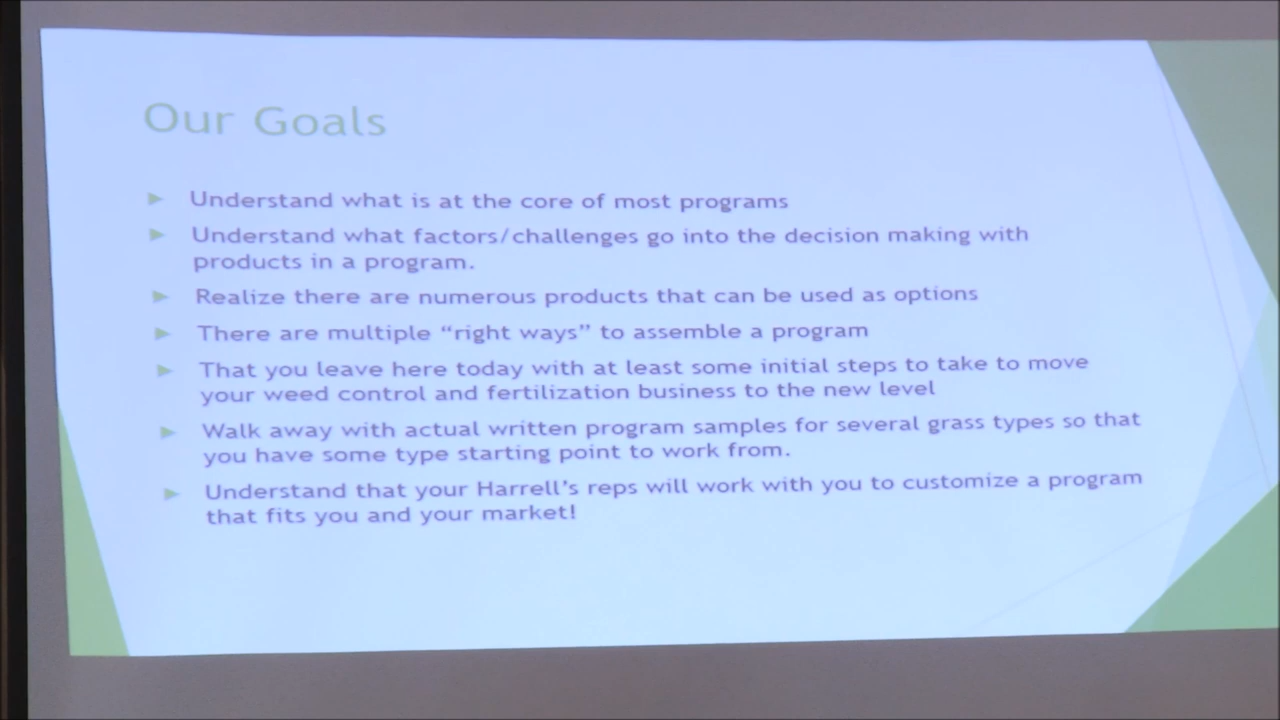 Our Goals
Understand what is at the core of most programs
Understand what factors/challenges go into the decision making with
products in a program.
Realize there are numerous products that can be used as options
There are multiple “right ways” to assemble a program
That you leave here today with at least some initial steps to take to move
your weed control and fertilization business to the new level
Walk away with actual written program samples for several grass types so that
you have some type starting point to work from.
Understand that your Harrell’s reps will work with you to customize a program
that fits you and your market!